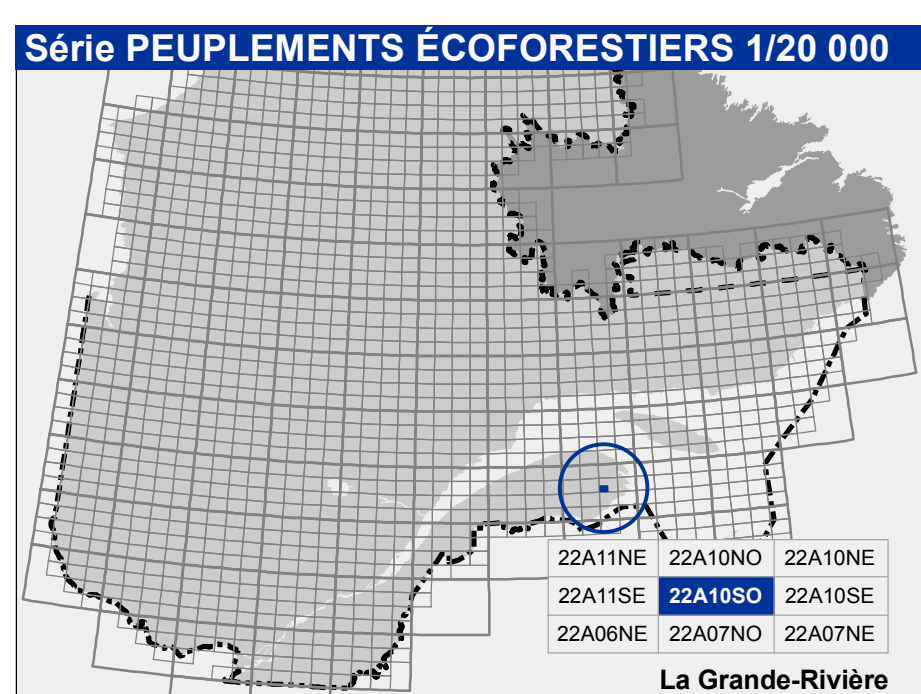 Série PEUPLEMENTS ÉCOFORESTIERS 1/20 000
22A11NE 22A10NO 22A10NE
22A11SE 22A10SO 22A10SE
22A06NE 22A07NO 22A07NE
La Grande-Rivière